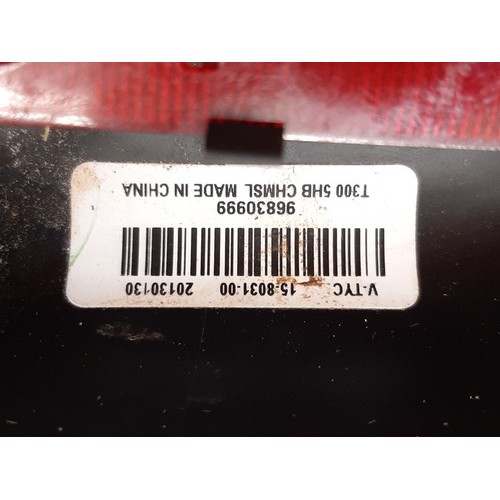 V-TYC 15-8031-00 20130130
96830999
T300 5HB CHMSL MADE IN CHINA